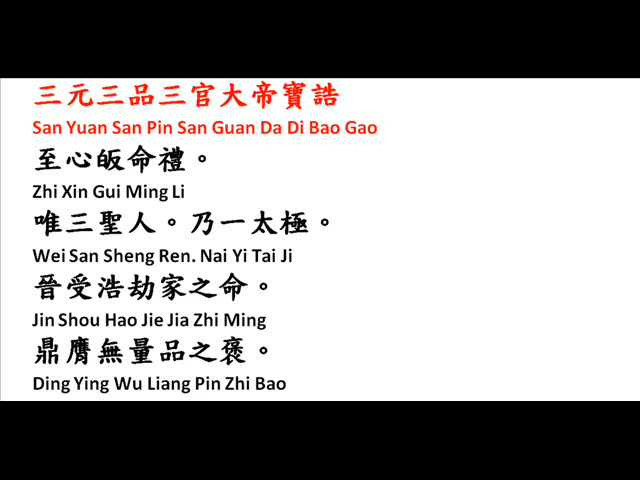 三元三品三官大帝寶誥
San Yuan San Pin San Guan Da Di Bao Gao
至心皈命禮。
Zhi Xin Gui Ming Li
唯三聖人。乃一太極。
Wei San Sheng Ren. Nai Yi Tai Ji
晉受浩劫家之命。
Jin Shou Hao Jie Jia Zhi Ming
鼎膺無量品之褒。
Ding Ying Wu Liang Pin Zhi Bao